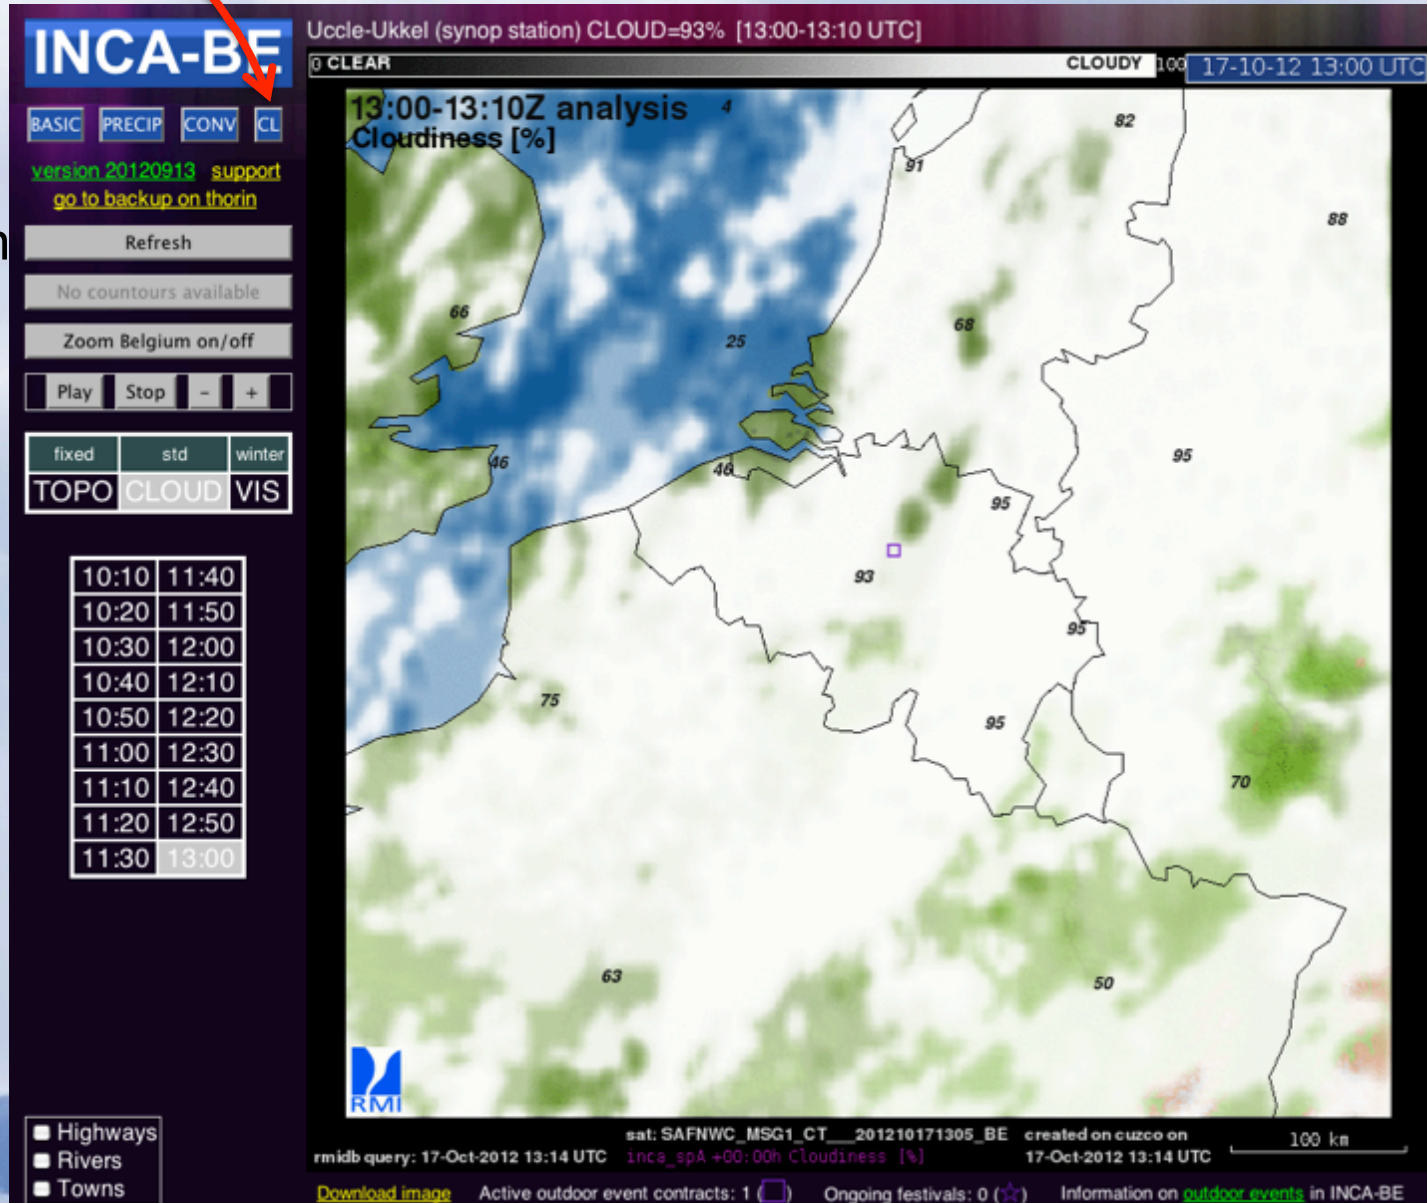 INCA-BE
BASIC PRECIP CONV CL
version 20120913 support
go to backup on thorin
n
Refresh
No countours available
Zoom Belgium on/off
Play Stop - +
fixed std winter
TOPO CLOUD VIS
10:10 11:40
10:20 11:50
10:30 12:00
10:40 12:10
10:50 12:20
11:00 12:30
11:10 12:40
11:20 12:50
11:30 13:00
Highways
Rivers
Towns
Uccle-Ukkel (synop station) CLOUD=93% [13:00-13:10 UTC]
0 CLEAR CLOUDY 100 17-10-12 13:00 UTC
13:00-13:10Z analysis
Cloudiness [%]
4
82
91
88
66
68
25
46
46
95
95
93
95
75
95
70
63
50
RMI
sat: SAFNWC_MSG1_CT___201210171305_BE created on cuzco on
rmidb query: 17-Oct-2012 13:14 UTC inca_spA +00:00h Cloudiness [%] 17-Oct-2012 13:14 UTC
100 km
Download image Active outdoor event contracts: 1 ( ) Ongoing festivals: 0 (☆) Information on outdoor events in INCA-BE